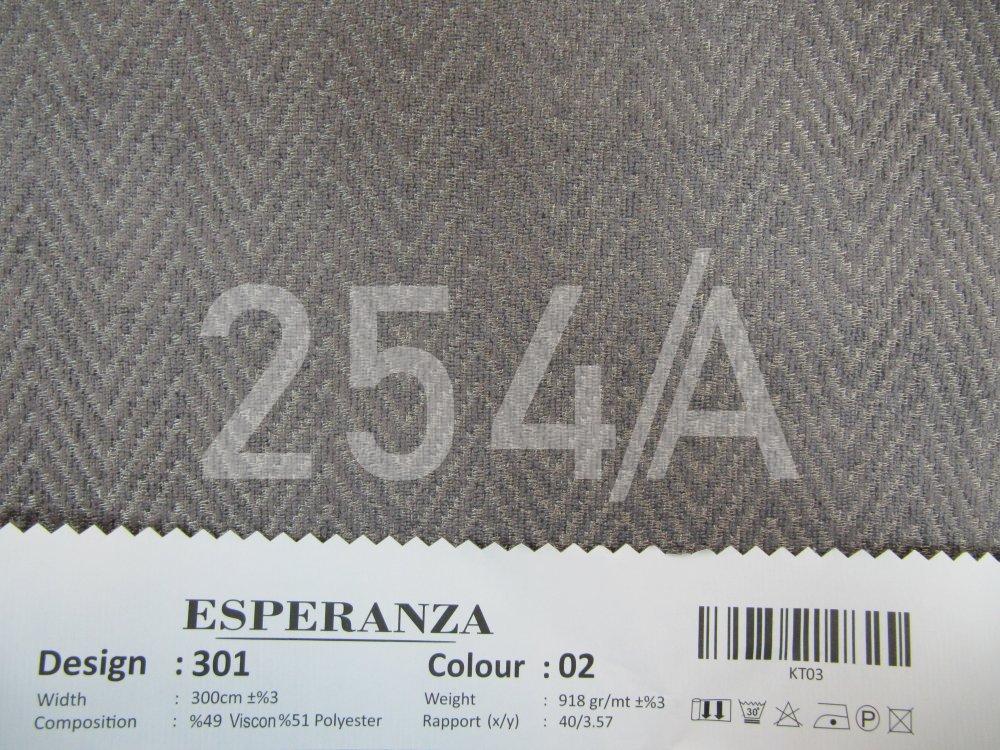 254/A
ESPERANZA
Design : 301 Colour : 02
Width : 300cm ±%3 Weight : 918 gr/mt ±%3
Composition : %49 Viscon %51 Polyester Rapport (x/y) : 40/3.57
KT03
30°
P